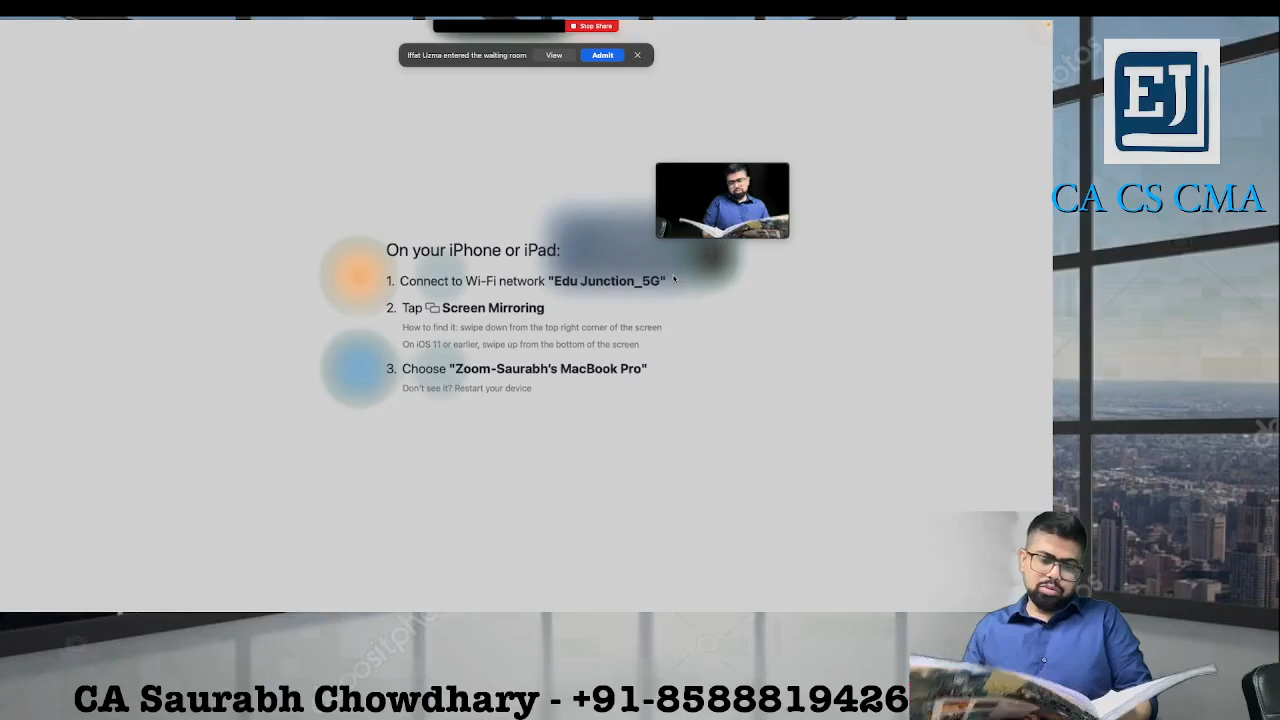 Stop Share
Iffat Uzma entered the waiting room View Admit
EJ
CA CS CMA
On your iPhone or iPad:
1. Connect to Wi-Fi network "Edu Junction_5G"
2. Tap Screen Mirroring
How to find it: swipe down from the top right corner of the screen
On iOS 11 or earlier, swipe up from the bottom of the screen
3. Choose "Zoom-Saurabh's MacBook Pro"
Don't see it? Restart your device
CA Saurabh Chowdhary - +91-8588819426